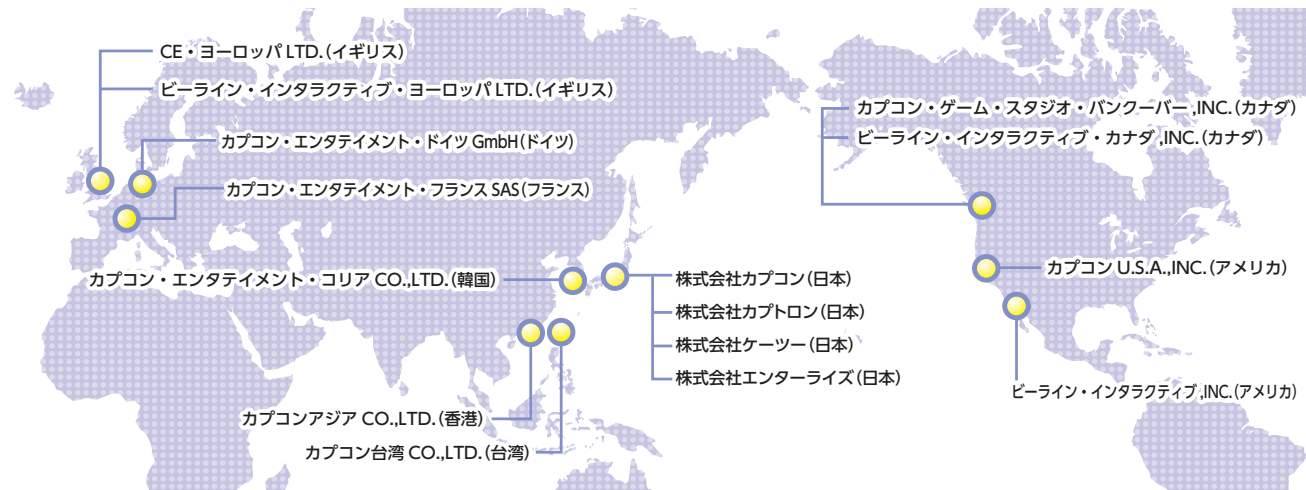 CE・ヨーロッパ LTD.(イギリス)
ビーライン・インタラクティブ・ヨーロッパ LTD.(イギリス)
カプコン・エンタテイメント・ドイツ GmbH(ドイツ)
カプコン・エンタテイメント・フランス SAS(フランス)
カプコン・エンタテイメント・コリア CO.,LTD.(韓国)
株式会社カプコン(日本)
株式会社カプトロン(日本)
株式会社ケーツー(日本)
株式会社エンターライズ(日本)
カプコンアジア CO.,LTD.(香港)
カプコン台湾 CO.,LTD.(台湾)
カプコン・ゲーム・スタジオ・バンクーバー ,INC.(カナダ)
ビーライン・インタラクティブ・カナダ ,INC.(カナダ)
カプコン U.S.A.,INC.(アメリカ)
ビーライン・インタラクティブ ,INC.(アメリカ)